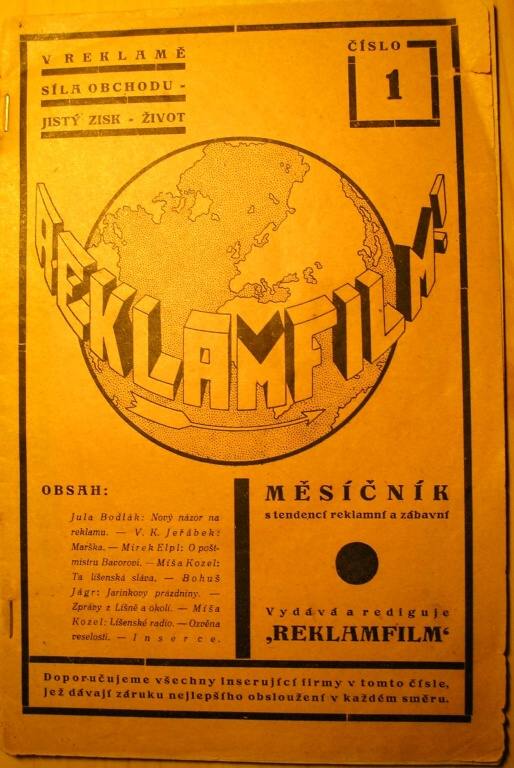 V REKLAMĚ
SÍLA OBCHODU -
JISTÝ ZISK - ŽIVOT
ČÍSLO
1
„REKLAMFILM“
OBSAH:
Jula Bodlák: Nový názor na
reklamu. — V. K. Jeřábek:
Marška. — Mirek Elpl: O pošt-
mistru Bavorovi. — Míša Kozel:
Ta líšenská sláva. — Bohuš
Jágr: Jarinkovy prázdniny. —
Zprávy z Líšně a okolí. — Míša
Kozel: Líšeňské radio. — Ozvěna
veselosti. — Inserce.
MĚSÍČNÍK
s tendencí reklamní a zábavní
Vydává a rediguje
‚REKLAMFILM‘
Doporučujeme všechny inserující firmy v tomto čísle,
jež dávají záruku nejlepšího obsloužení v každém směru.